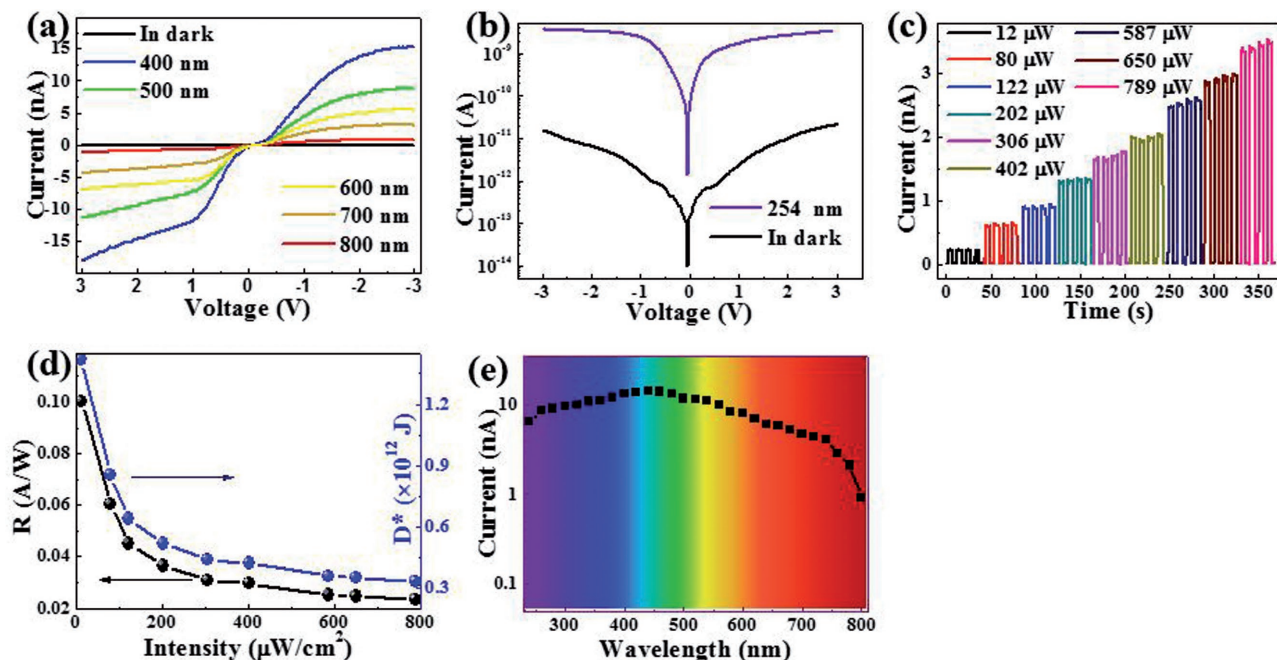 (a)
In dark
400 nm
500 nm
600 nm
700 nm
800 nm
Current (nA)
15
10
5
0
-5
-10
-15
3
2
1
0
-1
-2
-3
Voltage (V)
(b)
254 nm
In dark
Current (A)
10⁻⁹
10⁻¹⁰
10⁻¹¹
10⁻¹²
10⁻¹³
10⁻¹⁴
-3
-2
-1
0
1
2
3
Voltage (V)
(c)
12 μW
80 μW
122 μW
202 μW
306 μW
402 μW
587 μW
650 μW
789 μW
Current (nA)
3
2
1
0
0
50
100
150
200
250
300
350
Time (s)
(d)
R (A/W)
0.10
0.08
0.06
0.04
0.02
D* (×10¹² J)
1.2
0.9
0.6
0.3
0
200
400
600
800
Intensity (μW/cm²)
(e)
Current (nA)
10
1
0.1
300
400
500
600
700
800
Wavelength (nm)